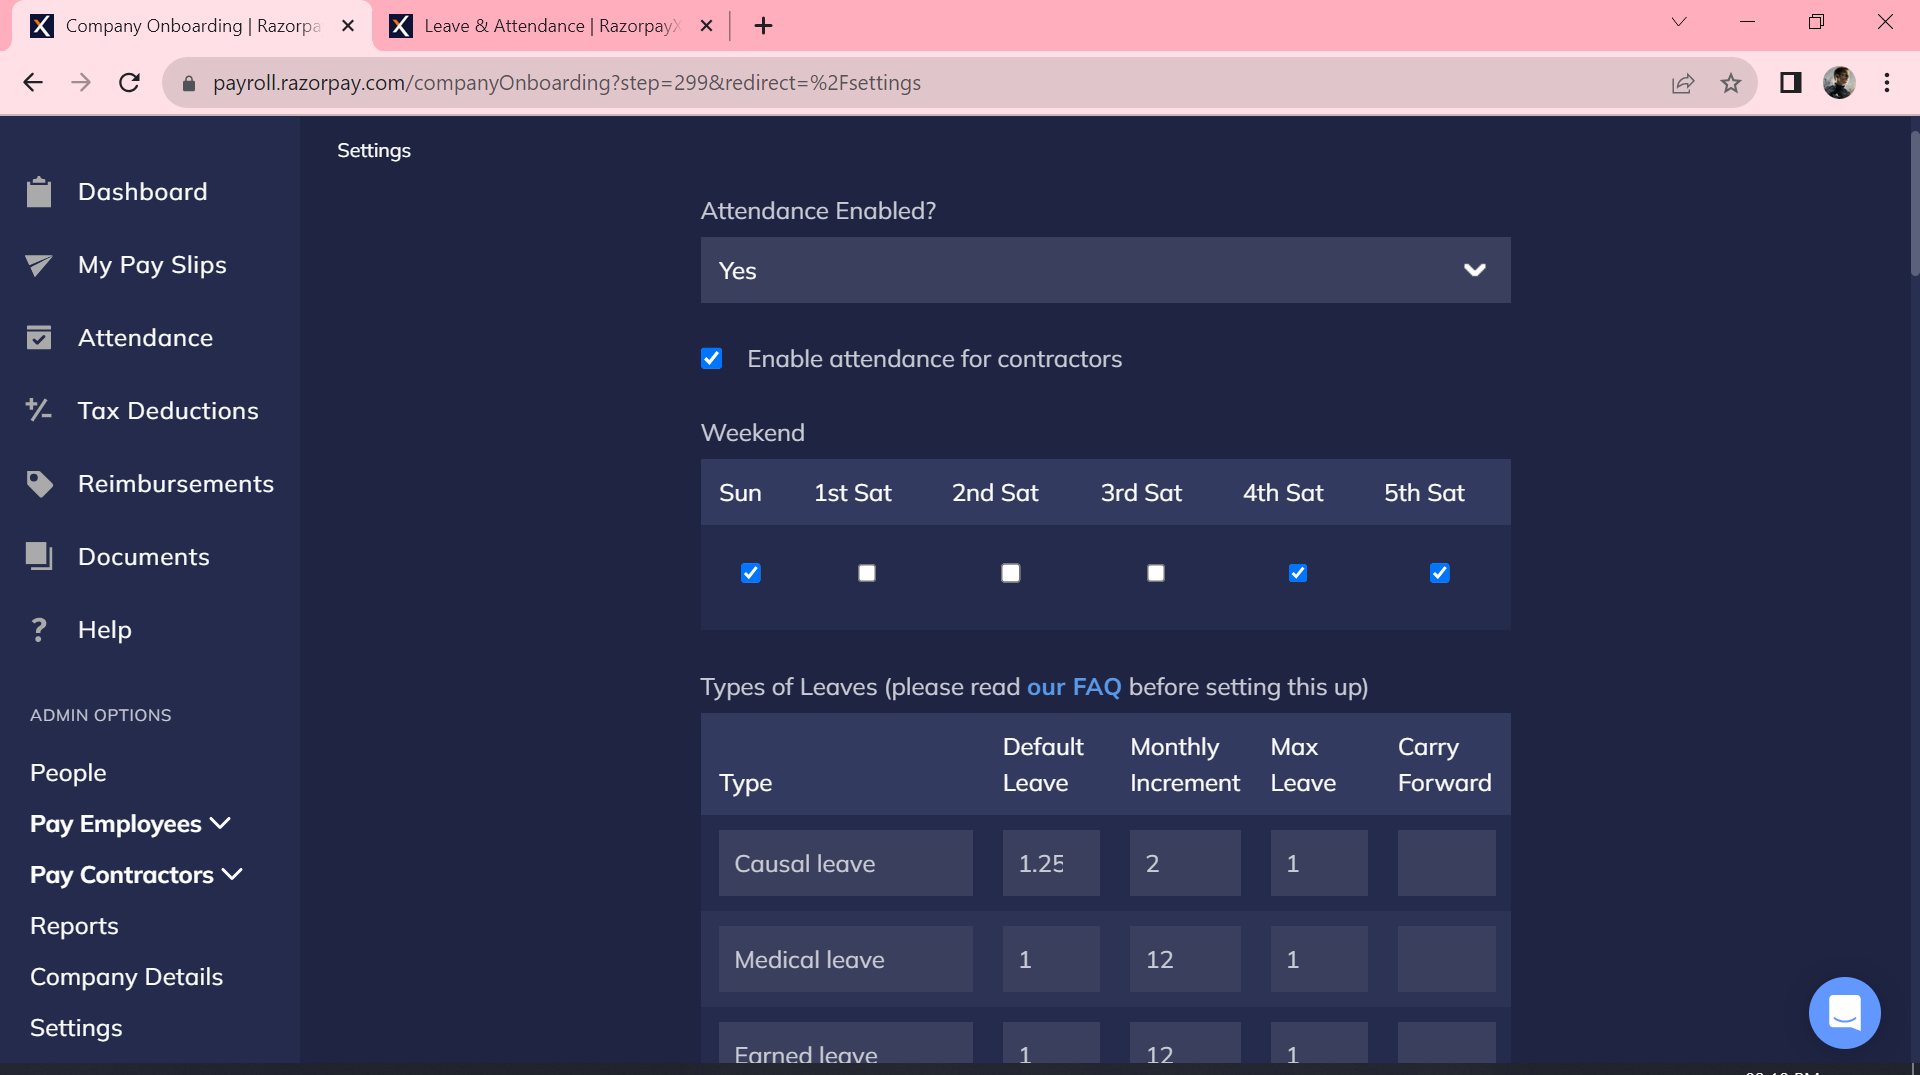 Company Onboarding | Razorpa
Leave & Attendance | RazorpayX
payroll.razorpay.com/companyOnboarding?step=299&redirect=%2Fsettings
Settings
Dashboard
My Pay Slips
Attendance
Tax Deductions
Reimbursements
Documents
Help
ADMIN OPTIONS
People
Pay Employees
Pay Contractors
Reports
Company Details
Settings
Attendance Enabled?
Yes
Enable attendance for contractors
Weekend
Sun 1st Sat 2nd Sat 3rd Sat 4th Sat 5th Sat
Types of Leaves (please read our FAQ before setting this up)
Type Default Leave Monthly Increment Max Leave Carry Forward
Causal leave 1.25 2 1
Medical leave 1 12 1
Earned leave 1 12 1